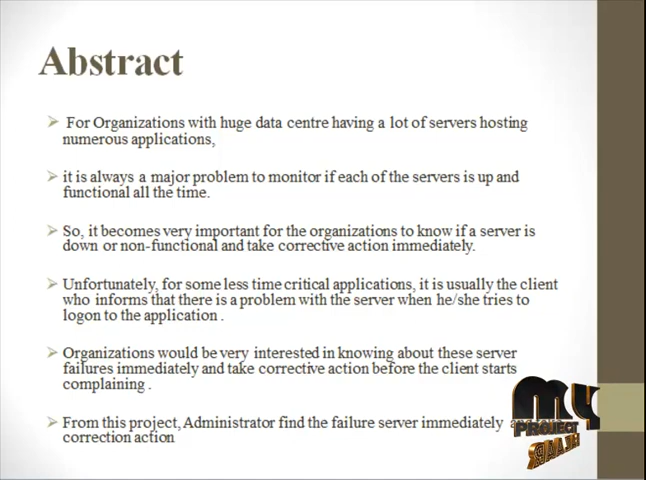 Abstract
For Organizations with huge data centre having a lot of servers hosting
numerous applications,
it is always a major problem to monitor if each of the servers is up and
functional all the time.
So, it becomes very important for the organizations to know if a server is
down or non-functional and take corrective action immediately.
Unfortunately, for some less time critical applications, it is usually the client
who informs that there is a problem with the server when he/she tries to
logon to the application .
Organizations would be very interested in knowing about these server
failures immediately and take corrective action before the client starts
complaining .
From this project, Administrator find the failure server immediately
correction action
MY
PROJECT